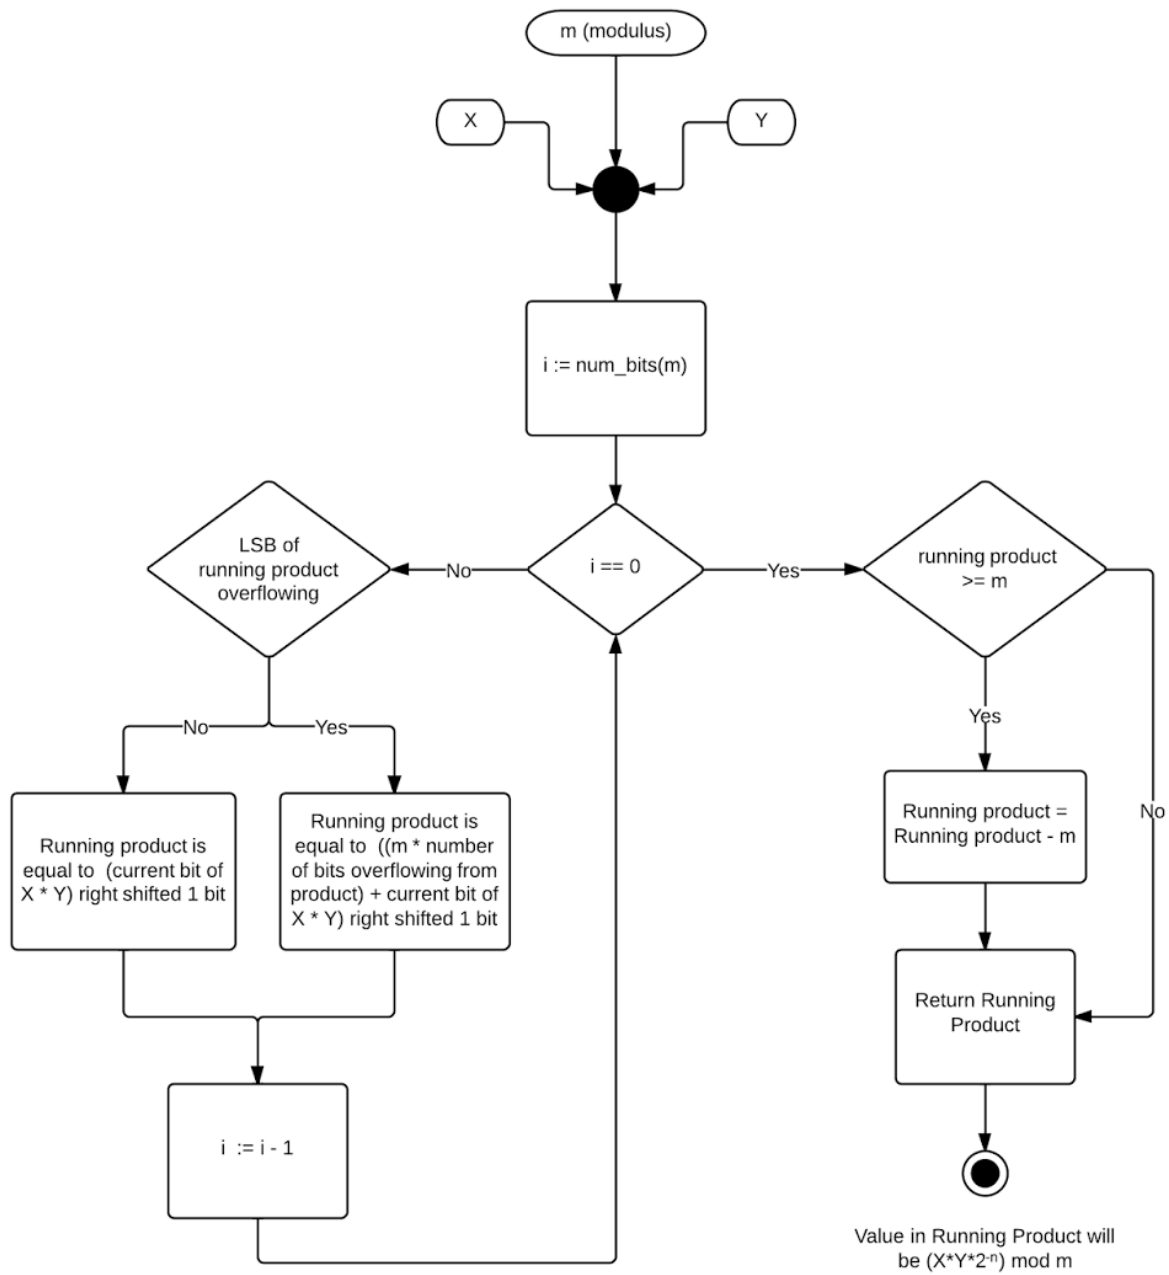 m (modulus)
X
Y
i := num_bits(m)
LSB of
running product
overflowing
No
i == 0
Yes
running product
>= m
No
Yes
Yes
Running product is
equal to  (current bit of
X * Y) right shifted 1 bit
Running product is
equal to  ((m * number
of bits overflowing from
product) + current bit of
X * Y) right shifted 1 bit
Running product =
Running product - m
No
Return Running
Product
i  := i - 1
Value in Running Product will
be (X*Y*2⁻ⁿ) mod m